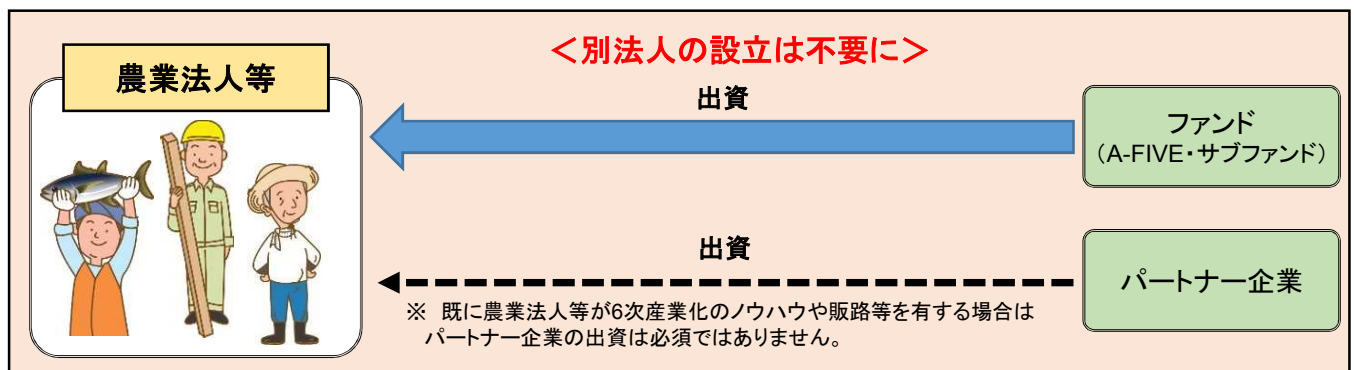 ＜別法人の設立は不要に＞
農業法人等
出資
ファンド
（A-FIVE・サブファンド）
出資
パートナー企業
※ 既に農業法人等が6次産業化のノウハウや販路等を有する場合は
パートナー企業の出資は必須ではありません。